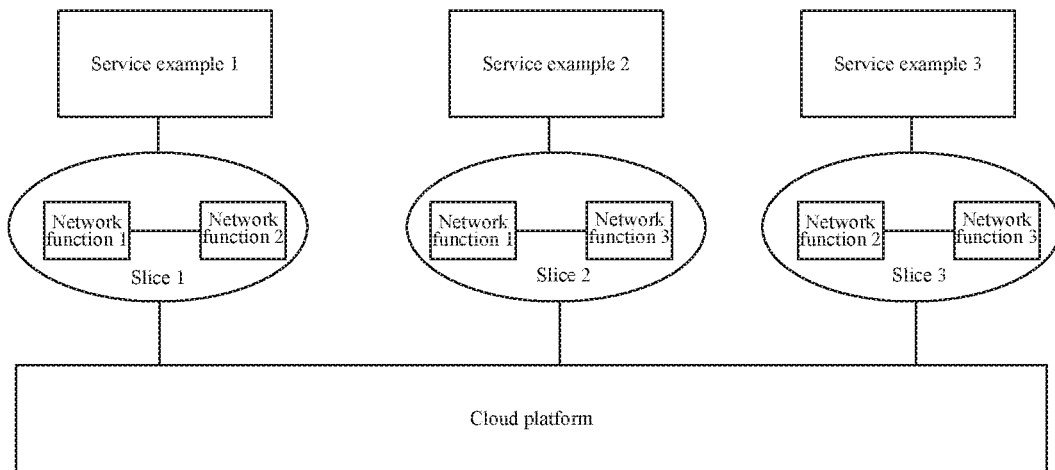 Service example 1
Service example 2
Service example 3
Network
function 1
Network
function 2
Slice 1
Network
function 1
Network
function 3
Slice 2
Network
function 2
Network
function 3
Slice 3
Cloud platform